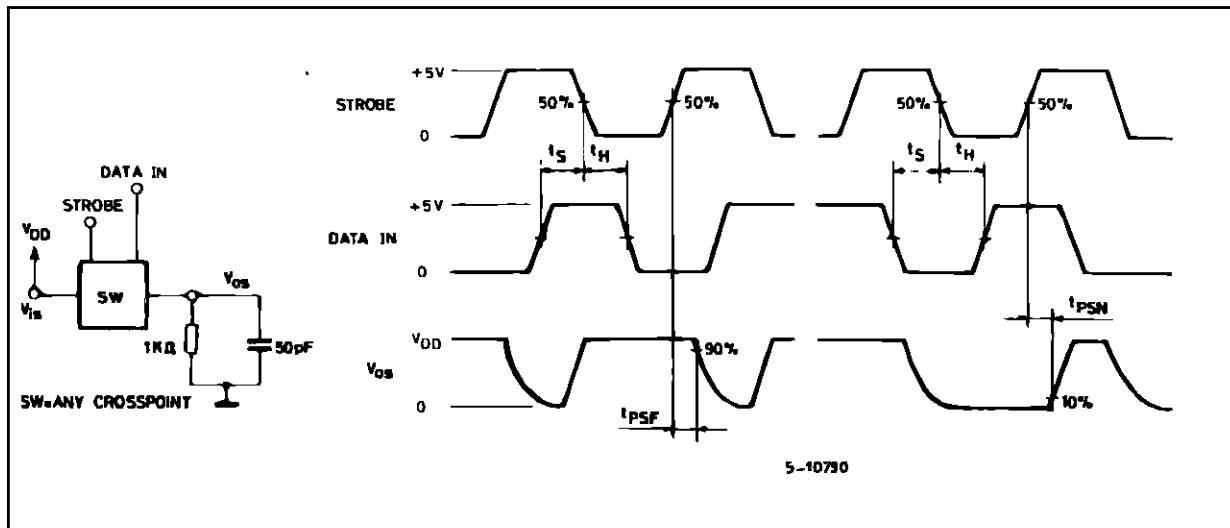 DATA IN
STROBE
VDD
Vis
SW
Vos
1KΩ
50pF
SW=ANY CROSSPOINT
STROBE
+5V
0
50%
50%
50%
50%
tS
tH
tS
tH
DATA IN
+5V
0
tPSN
Vos
VDD
0
90%
10%
tPSF
5-10790